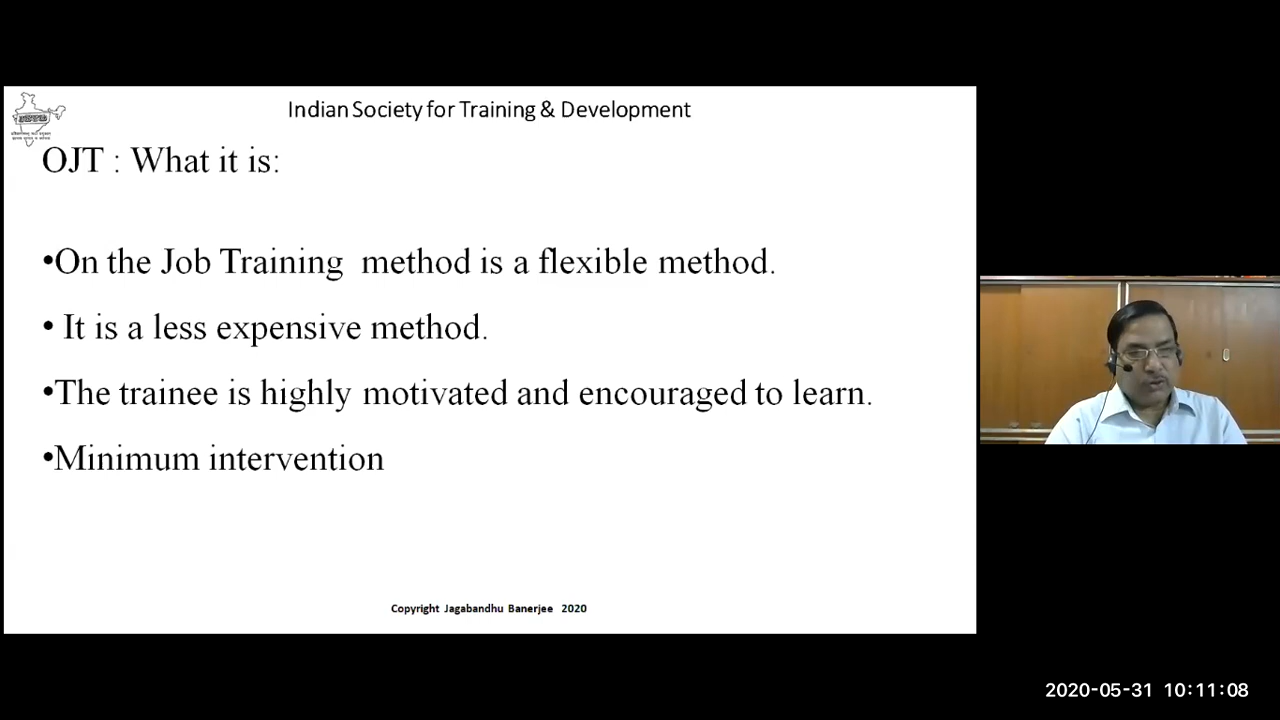 Indian Society for Training & Development
OJT : What it is:
•On the Job Training method is a flexible method.
• It is a less expensive method.
•The trainee is highly motivated and encouraged to learn.
•Minimum intervention
Copyright Jagabandhu Banerjee 2020
2020-05-31 10:11:08